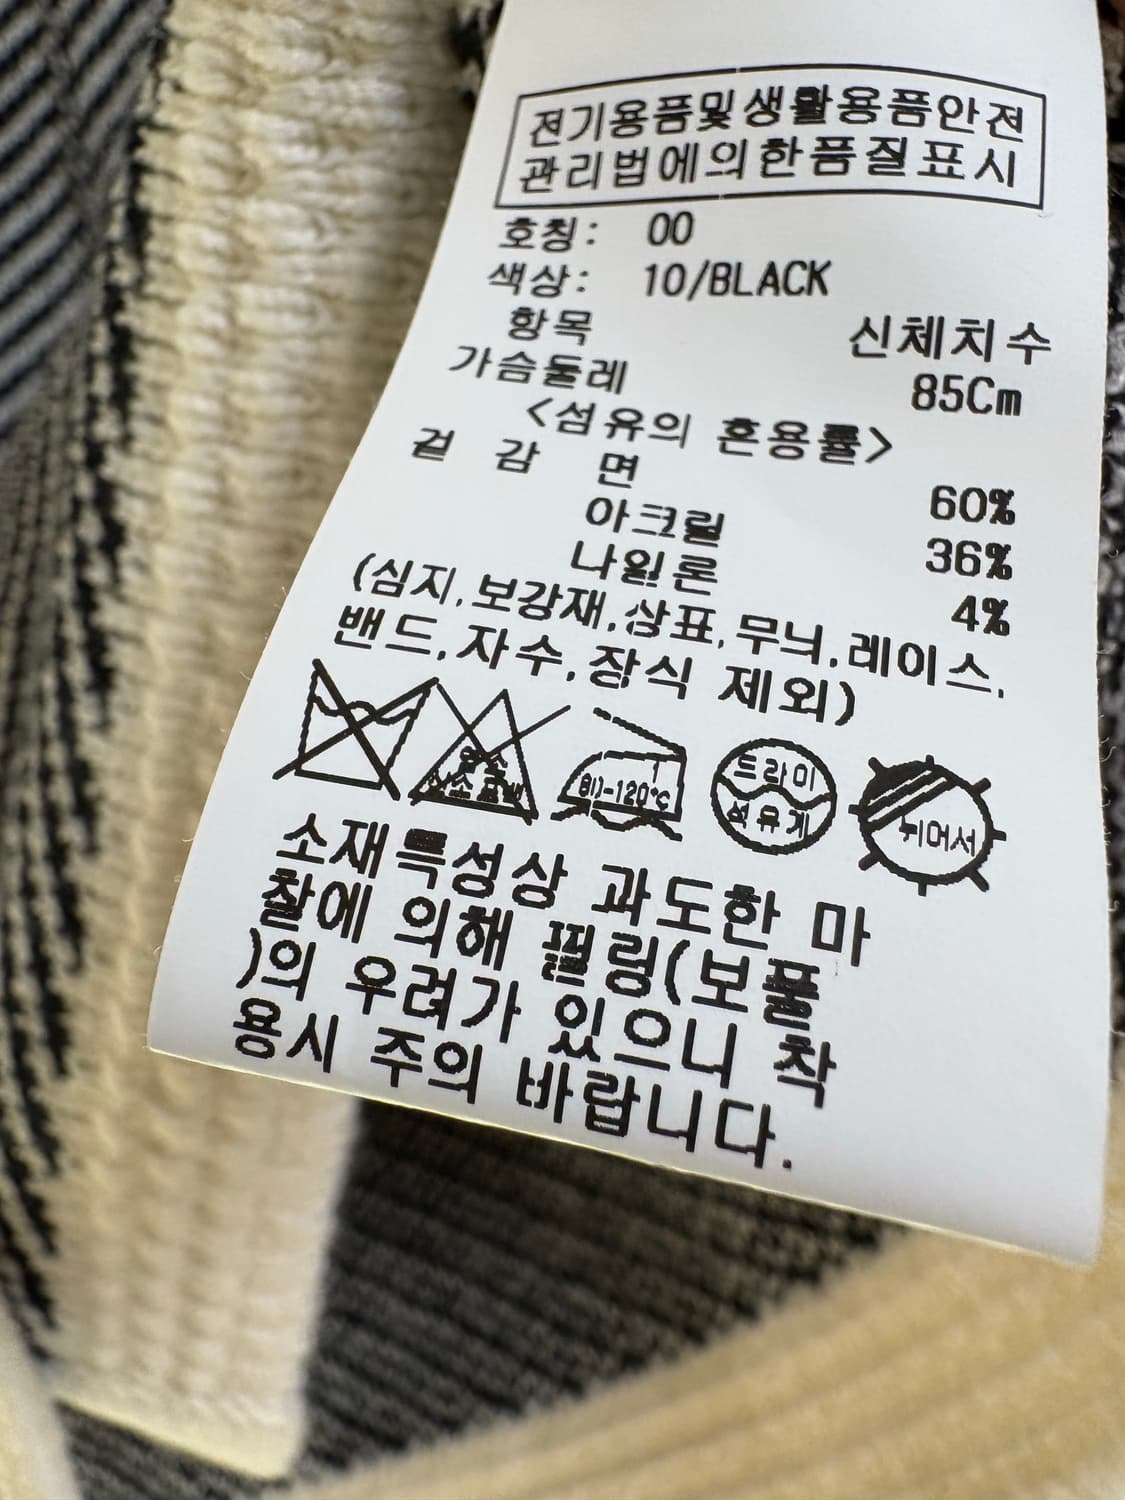 전기용품및생활용품안전
관리법에의한품질표시
호칭: 00
색상: 10/BLACK
항목 신체치수
가슴둘레 85Cm
<섬유의 혼용률>
겉 감 면 60%
아크릴 36%
나일론 4%
(심지,보강재,상표,무늬,레이스,
밴드,자수,장식 제외)
80-120℃
드라이
석유계
뉘어서
소재특성상 과도한 마
찰에 의해 필링(보풀
)의 우려가 있으니 착
용시 주의 바랍니다.